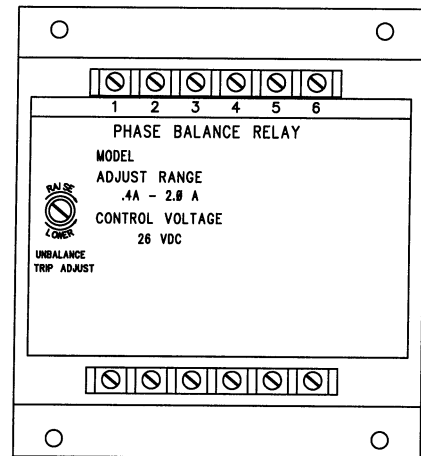 1 2 3 4 5 6
PHASE BALANCE RELAY
MODEL
ADJUST RANGE
.4A - 2.0 A
CONTROL VOLTAGE
26 VDC
RAISE
LOWER
UNBALANCE
TRIP ADJUST